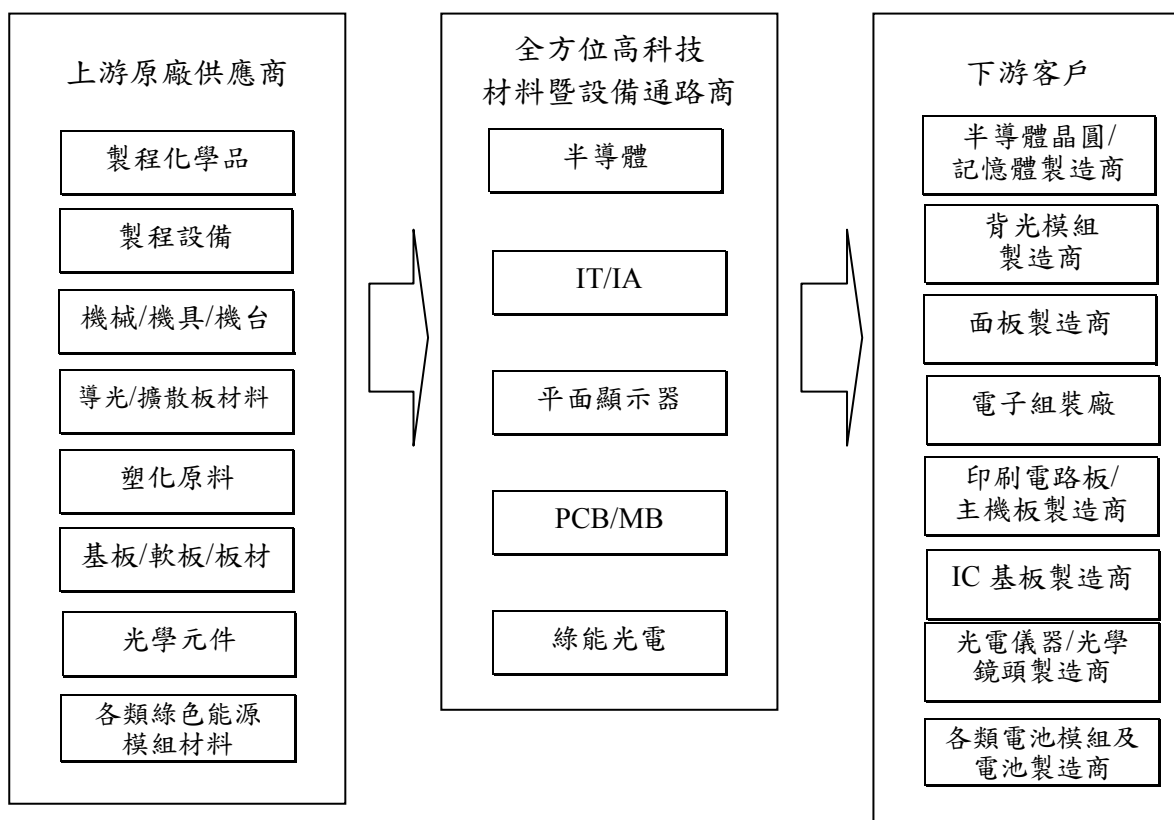 上游原廠供應商
製程化學品
製程設備
機械/機具/機台
導光/擴散板材料
塑化原料
基板/軟板/板材
光學元件
各類綠色能源
模組材料
全方位高科技
材料暨設備通路商
半導體
IT/IA
平面顯示器
PCB/MB
綠能光電
下游客戶
半導體晶圓/
記憶體製造商
背光模組
製造商
面板製造商
電子組裝廠
印刷電路板/
主機板製造商
IC 基板製造商
光電儀器/光學
鏡頭製造商
各類電池模組及
電池製造商